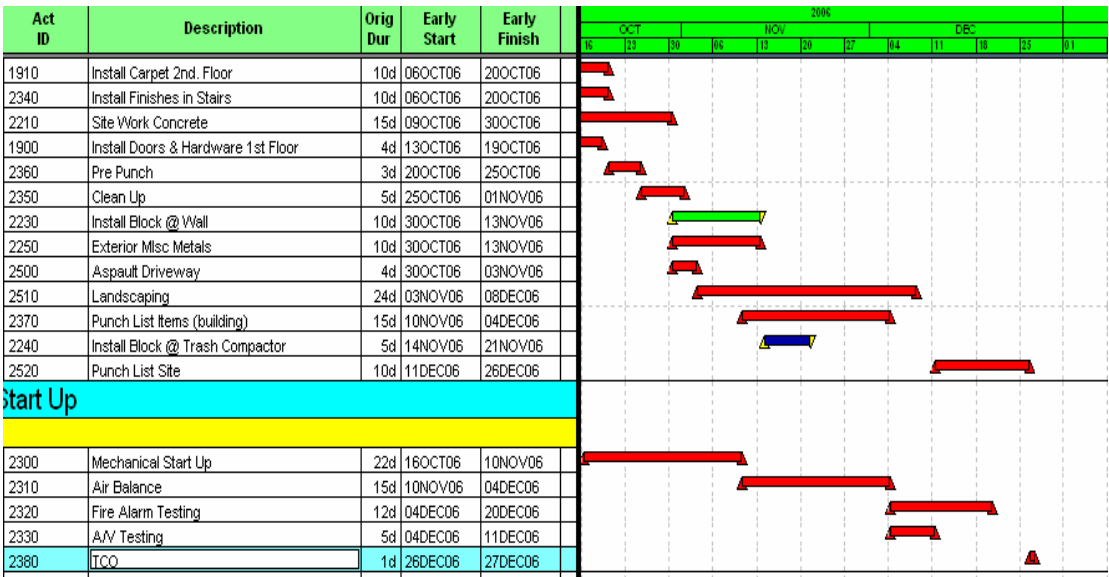 Act ID Description Orig Dur Early Start Early Finish
2006
OCT NOV DEC
16 23 30 06 13 20 27 04 11 18 25 01
1910 Install Carpet 2nd. Floor 10d 06OCT06 20OCT06
2340 Install Finishes in Stairs 10d 06OCT06 20OCT06
2210 Site Work Concrete 15d 09OCT06 30OCT06
1900 Install Doors & Hardware 1st Floor 4d 13OCT06 19OCT06
2360 Pre Punch 3d 20OCT06 25OCT06
2350 Clean Up 5d 25OCT06 01NOV06
2230 Install Block @ Wall 10d 30OCT06 13NOV06
2250 Exterior MIsc Metals 10d 30OCT06 13NOV06
2500 Aspault Driveway 4d 30OCT06 03NOV06
2510 Landscaping 24d 03NOV06 08DEC06
2370 Punch List Items (building) 15d 10NOV06 04DEC06
2240 Install Block @ Trash Compactor 5d 14NOV06 21NOV06
2520 Punch List Site 10d 11DEC06 26DEC06
Start Up
2300 Mechanical Start Up 22d 16OCT06 10NOV06
2310 Air Balance 15d 10NOV06 04DEC06
2320 Fire Alarm Testing 12d 04DEC06 20DEC06
2330 A/V Testing 5d 04DEC06 11DEC06
2380 TCO 1d 26DEC06 27DEC06